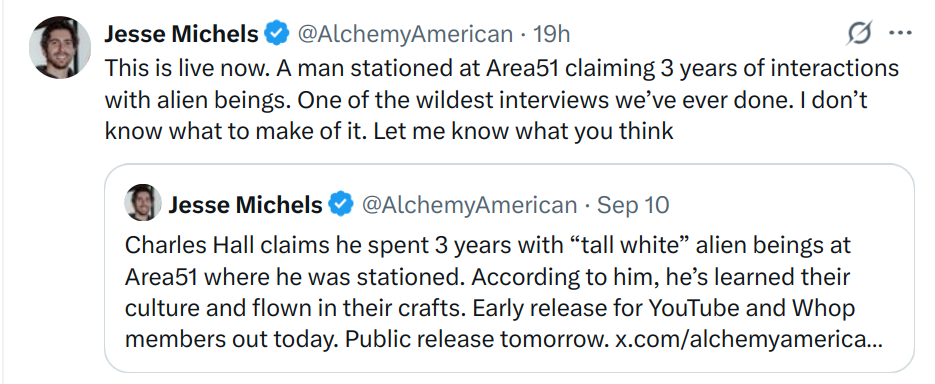 Jesse Michels @AlchemyAmerican · 19h
This is live now. A man stationed at Area51 claiming 3 years of interactions
with alien beings. One of the wildest interviews we’ve ever done. I don’t
know what to make of it. Let me know what you think
Jesse Michels @AlchemyAmerican · Sep 10
Charles Hall claims he spent 3 years with “tall white” alien beings at
Area51 where he was stationed. According to him, he’s learned their
culture and flown in their crafts. Early release for YouTube and Whop
members out today. Public release tomorrow. x.com/alchemyamerica...